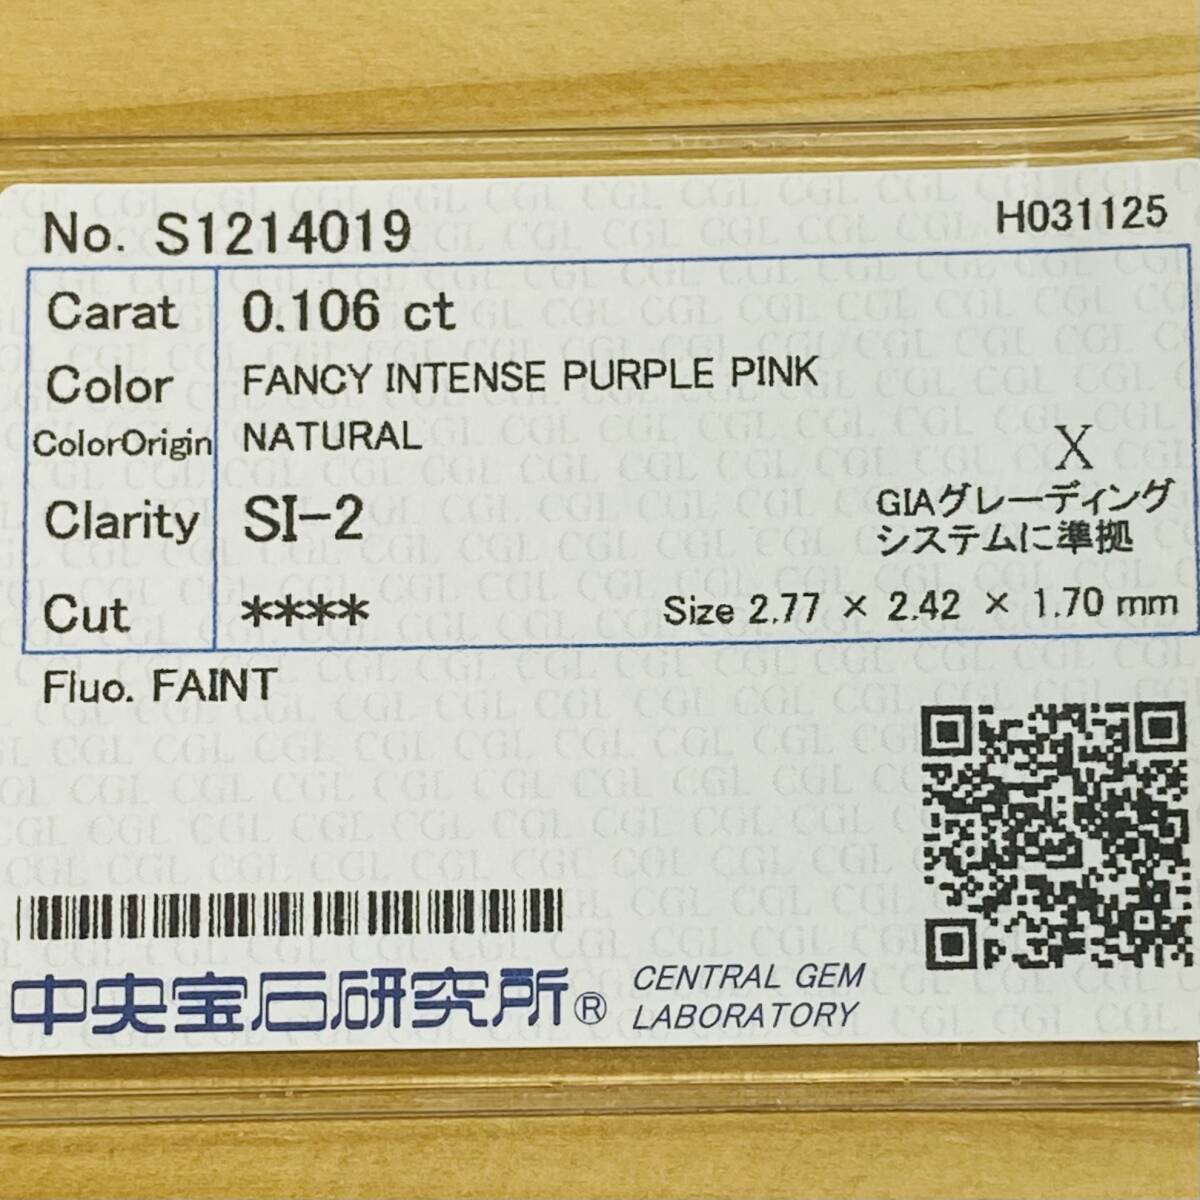 No. S1214019
H031125
Carat 0.106 ct
Color FANCY INTENSE PURPLE PINK
ColorOrigin NATURAL
X
Clarity SI-2
GIAグレーディング
システムに準拠
Cut ****
Size 2.77 × 2.42 × 1.70 mm
Fluo. FAINT
中央宝石研究所®
CENTRAL GEM
LABORATORY